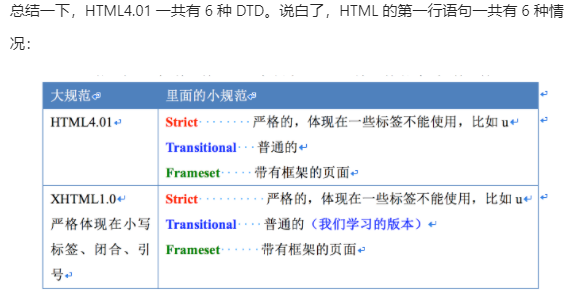 总结一下，HTML4.01 一共有 6 种 DTD。说白了，HTML 的第一行语句一共有 6 种情
况：
大规范 里面的小规范
HTML4.01 Strict········严格的，体现在一些标签不能使用，比如 u
Transitional···普通的
Frameset·····带有框架的页面
XHTML1.0 Strict··········严格的，体现在一些标签不能使用，比如 u
严格体现在小写 Transitional····普通的（我们学习的版本）
标签、闭合、引 Frameset······带有框架的页面
号